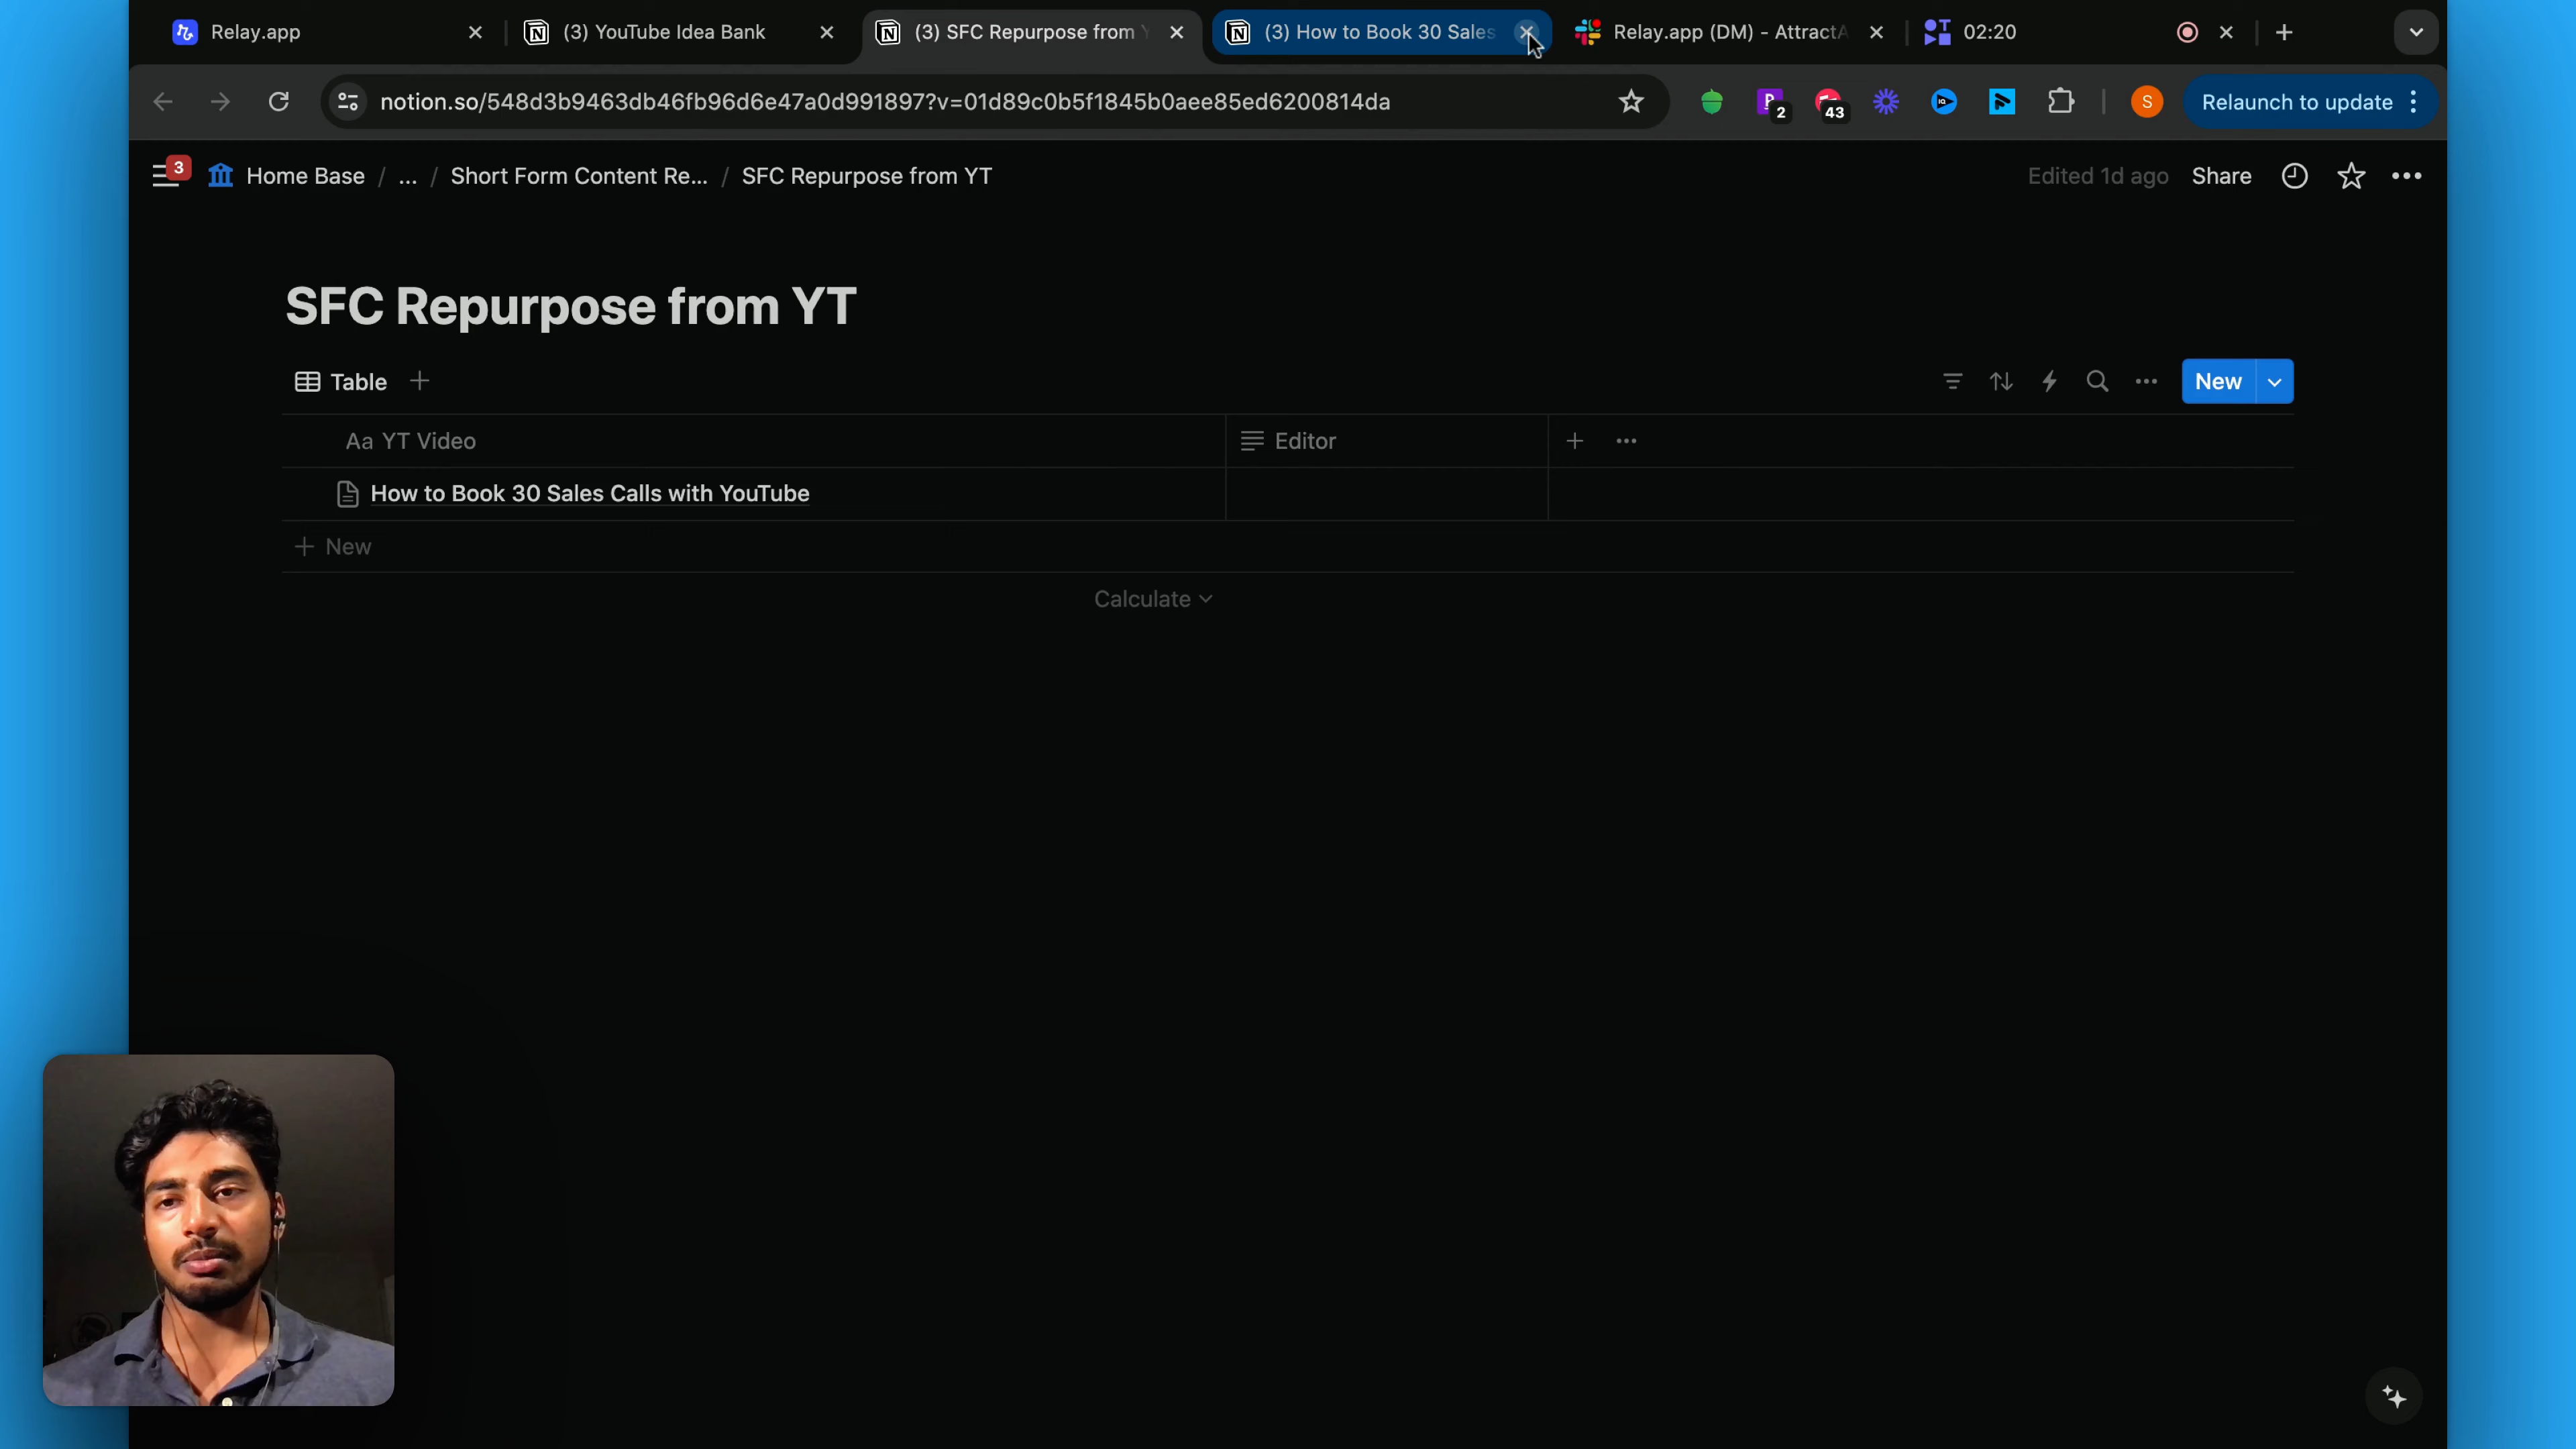 Relay.app
(3) YouTube Idea Bank
(3) SFC Repurpose from Y
(3) How to Book 30 Sales
Relay.app (DM) - AttractA
02:20
notion.so/548d3b9463db46fb96d6e47a0d991897?v=01d89c0b5f1845b0aee85ed6200814da
2
43
S
Relaunch to update
3
Home Base / ... / Short Form Content Re... / SFC Repurpose from YT
Edited 1d ago
Share
SFC Repurpose from YT
Table
New
Aa YT Video
Editor
How to Book 30 Sales Calls with YouTube
New
Calculate